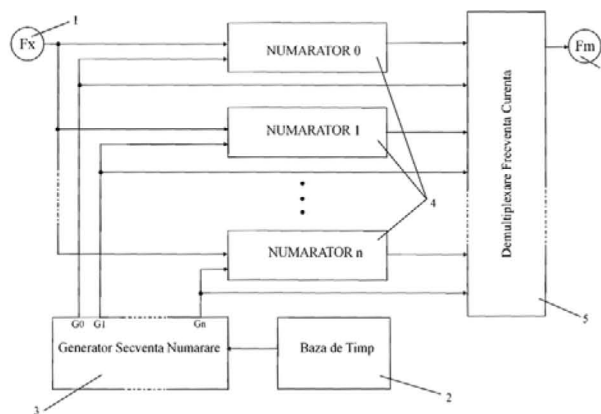 1
Fx
NUMARATOR 0
Fm
NUMARATOR 1
4
NUMARATOR n
Demultiplexare Frecventa Curenta
G0 G1 Gn
Generator Secventa Numarare
Baza de Timp
5
3
2